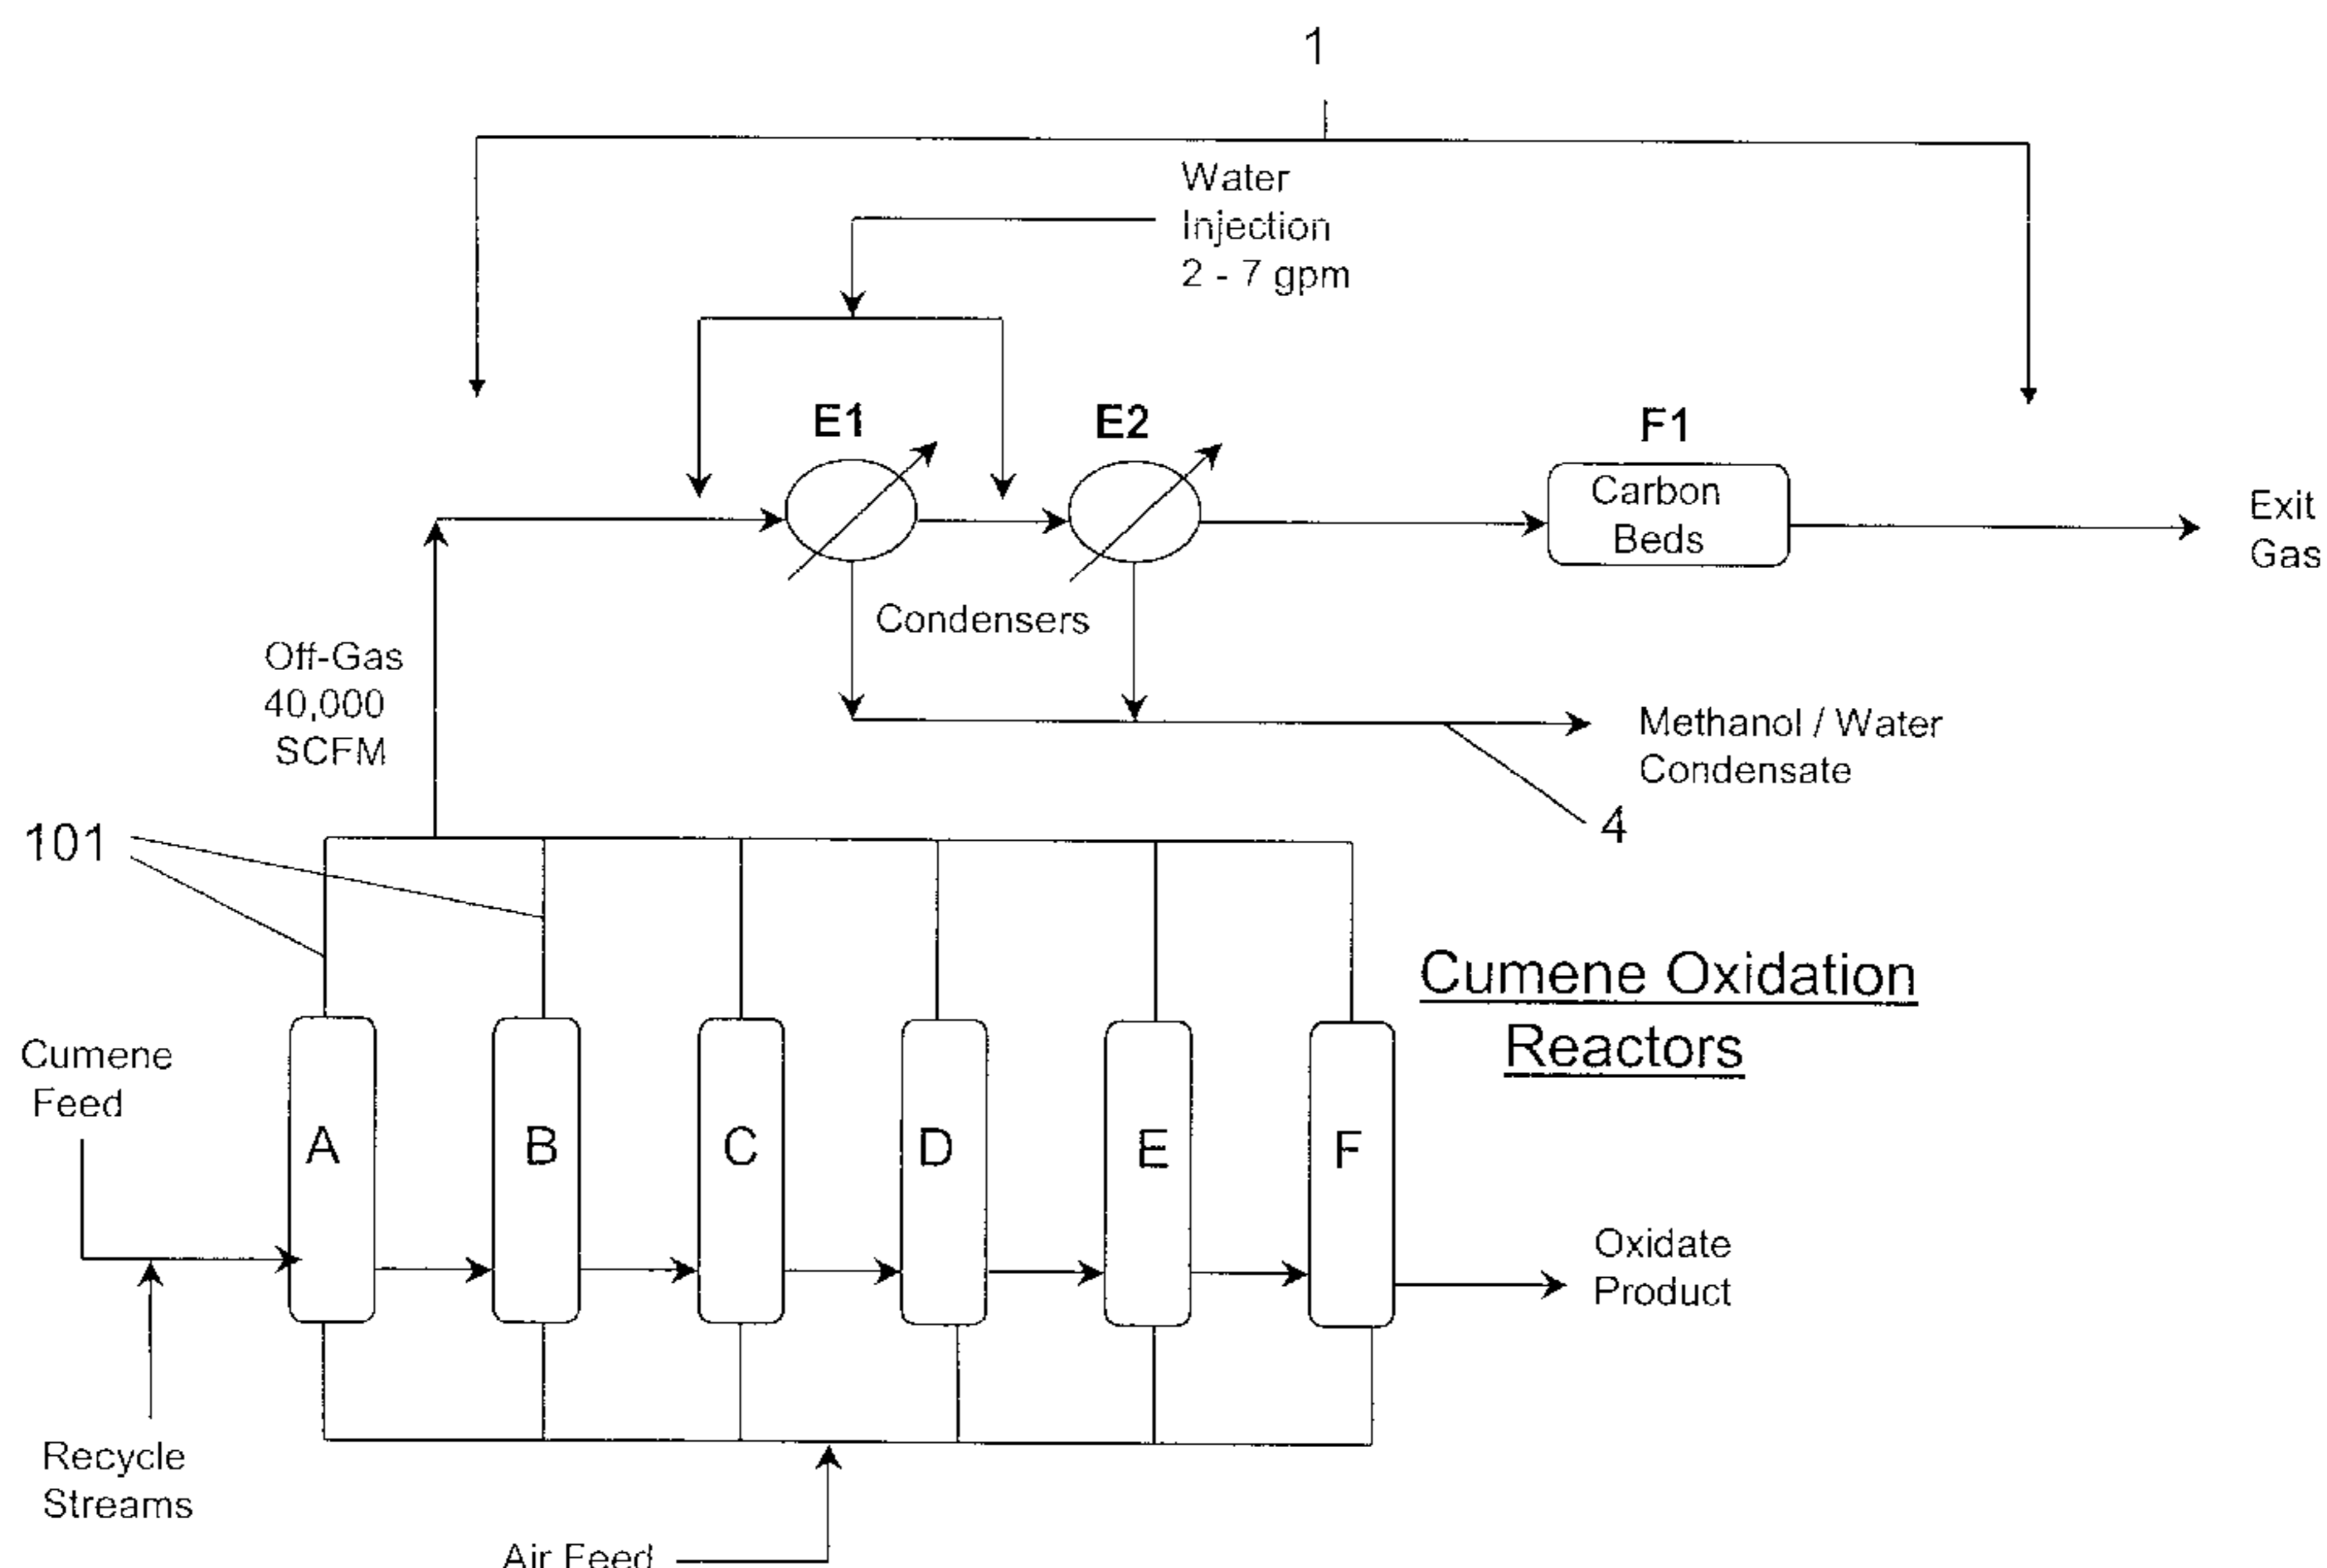 1
Water
Injection
2 - 7 gpm
E1
E2
F1
Carbon
Beds
Exit
Gas
Condensers
Off-Gas
40,000
SCFM
Methanol / Water
Condensate
4
101
Cumene Oxidation
Reactors
Cumene
Feed
A
B
C
D
E
F
Oxidate
Product
Recycle
Streams
Air Feed